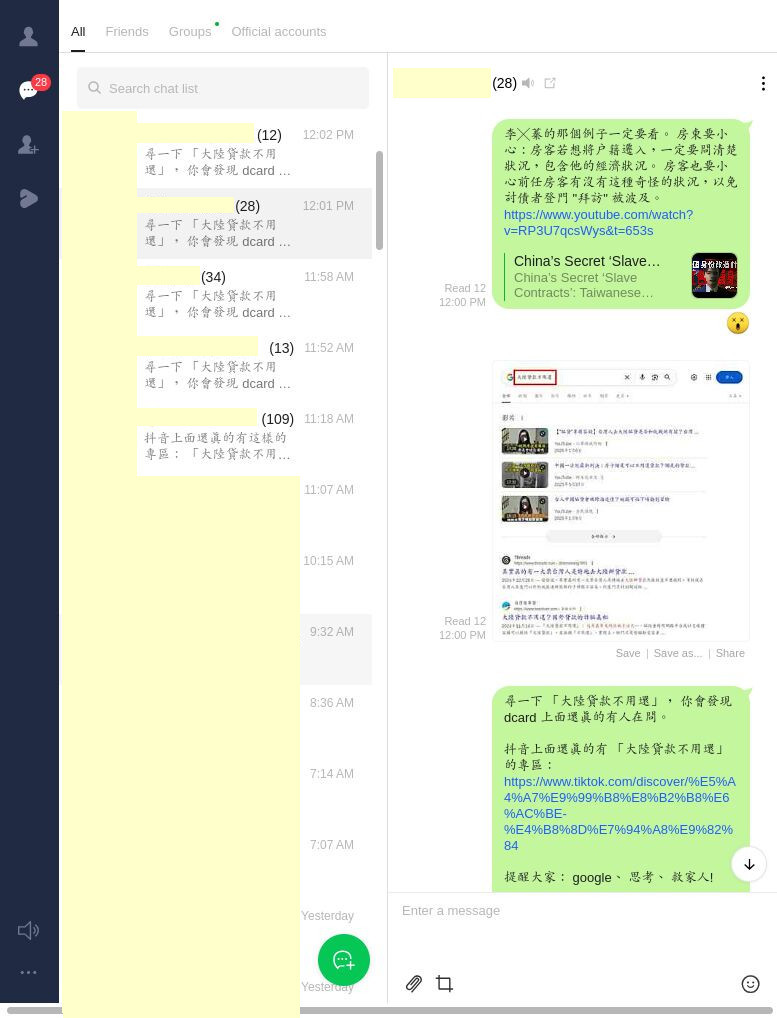 All Friends Groups Official accounts
28
Search chat list
(28)
(12) 12:02 PM
尋一下「大陸貸款不用
還」，你會發現 dcard ...
(28) 12:01 PM
尋一下「大陸貸款不用
還」，你會發現 dcard ...
(34) 11:58 AM
尋一下「大陸貸款不用
還」，你會發現 dcard ...
(13) 11:52 AM
尋一下「大陸貸款不用
還」，你會發現 dcard ...
(109) 11:18 AM
抖音上面還真的有這樣的
專區：「大陸貸款不用...
11:07 AM
10:15 AM
9:32 AM
8:36 AM
7:14 AM
7:07 AM
Yesterday
Yesterday
李╳蓁的那個例子一定要看。 房東要小
心：房客若想將户籍遷入，一定要問清楚
狀況，包含他的經濟狀況。 房客也要小
心前任房客有沒有這種奇怪的狀況，以免
討債者登門 "拜訪" 被波及。
https://www.youtube.com/watch?
v=RP3U7qcsWys&t=653s
China's Secret ‘Slave…
China's Secret ‘Slave
Contracts’: Taiwanese…
Read 12
12:00 PM
大陸貸款不用還
影片
YouTube
YouTube
YouTube
Threads
Read 12
12:00 PM
Save | Save as... | Share
尋一下 「大陸貸款不用還」， 你會發現
dcard 上面還真的有人在問。
抖音上面還真的有 「大陸貸款不用還」
的專區：
https://www.tiktok.com/discover/%E5%A
4%A7%E9%99%B8%E8%B2%B8%E6
%AC%BE-
%E4%B8%8D%E7%94%A8%E9%82%
84
提醒大家： google、 思考、 救家人!
Enter a message